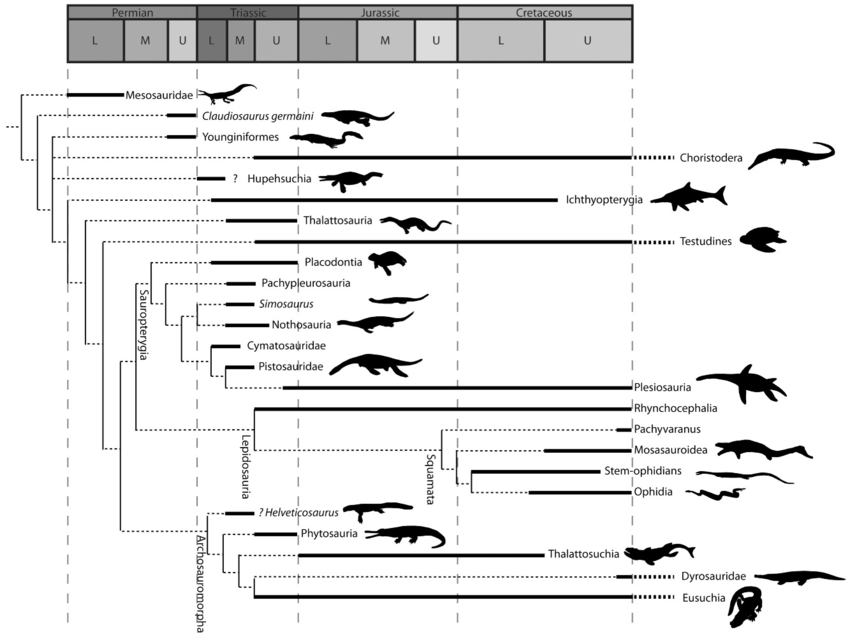 Permian Triassic Jurassic Cretaceous
L M U L M U L M U L U
Mesosauridae
Claudiosaurus germaini
Younginiformes
Choristodera
? Hupehsuchia
Ichthyopterygia
Thalattosauria
Testudines
Placodontia
Pachypleurosauria
Sauropterygia
Simosaurus
Nothosauria
Cymatosauridae
Pistosauridae
Plesiosauria
Rhynchocephalia
Pachyvaranus
Lepidosauria
Mosasauroidea
Squamata
Stem-ophidians
Ophidia
? Helveticosaurus
Phytosauria
Archosauromorpha
Thalattosuchia
Dyrosauridae
Eusuchia